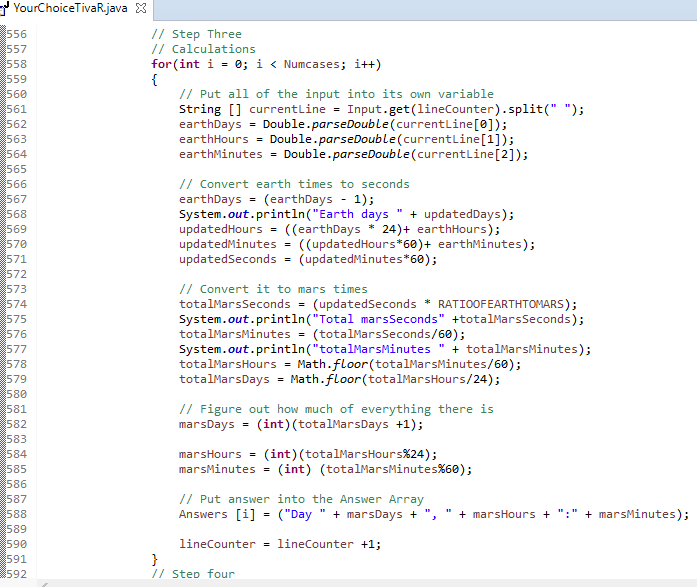 YourChoiceTivaR.java
556 // Step Three
557 // Calculations
558 for(int i = 0; i < Numcases; i++)
559 {
560 // Put all of the input into its own variable
561 String [] currentLine = Input.get(lineCounter).split(" ");
562 earthDays = Double.parseDouble(currentLine[0]);
563 earthHours = Double.parseDouble(currentLine[1]);
564 earthMinutes = Double.parseDouble(currentLine[2]);
565
566 // Convert earth times to seconds
567 earthDays = (earthDays - 1);
568 System.out.println("Earth days " + updatedDays);
569 updatedHours = ((earthDays * 24)+ earthHours);
570 updatedMinutes = ((updatedHours*60)+ earthMinutes);
571 updatedSeconds = (updatedMinutes*60);
572
573 // Convert it to mars times
574 totalMarsSeconds = (updatedSeconds * RATIOOFEARTHTOMARS);
575 System.out.println("Total marsSeconds" +totalMarsSeconds);
576 totalMarsMinutes = (totalMarsSeconds/60);
577 System.out.println("totalMarsMinutes " + totalMarsMinutes);
578 totalMarsHours = Math.floor(totalMarsMinutes/60);
579 totalMarsDays = Math.floor(totalMarsHours/24);
580
581 // Figure out how much of everything there is
582 marsDays = (int)(totalMarsDays +1);
583
584 marsHours = (int)(totalMarsHours%24);
585 marsMinutes = (int) (totalMarsMinutes%60);
586
587 // Put answer into the Answer Array
588 Answers [i] = ("Day " + marsDays + ", " + marsHours + ":" + marsMinutes);
589
590 lineCounter = lineCounter +1;
591 }
592 // Step four